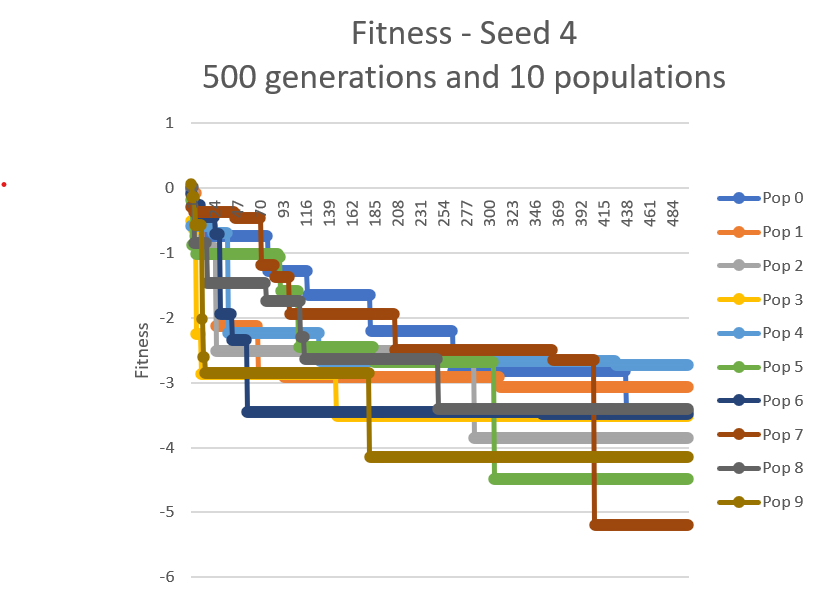 Fitness - Seed 4
500 generations and 10 populations
1
0
-1
-2
-3
-4
-5
-6
Fitness
70
93
116
139
162
185
208
231
254
277
300
323
346
369
392
415
438
461
484
Pop 0
Pop 1
Pop 2
Pop 3
Pop 4
Pop 5
Pop 6
Pop 7
Pop 8
Pop 9